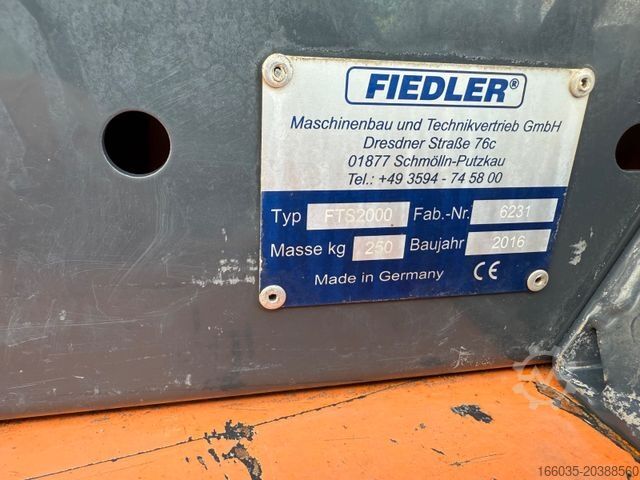 FIEDLER®
Maschinenbau und Technikvertrieb GmbH
Dresdner Straße 76c
01877 Schmölln-Putzkau
Tel.: +49 3594 - 74 58 00
Typ FTS2000 Fab.-Nr. 6231
Masse kg 250 Baujahr 2016
Made in Germany CE
166035-20388560